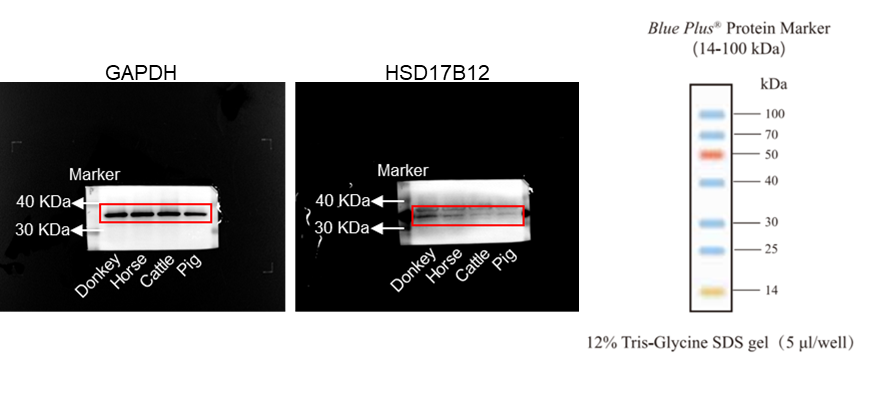 GAPDH
Marker
40 KDa
30 KDa
Donkey
Horse
Cattle
Pig
HSD17B12
Marker
40 KDa
30 KDa
Donkey
Horse
Cattle
Pig
Blue Plus® Protein Marker
(14-100 kDa)
kDa
100
70
50
40
30
25
14
12% Tris-Glycine SDS gel（5 μl/well）